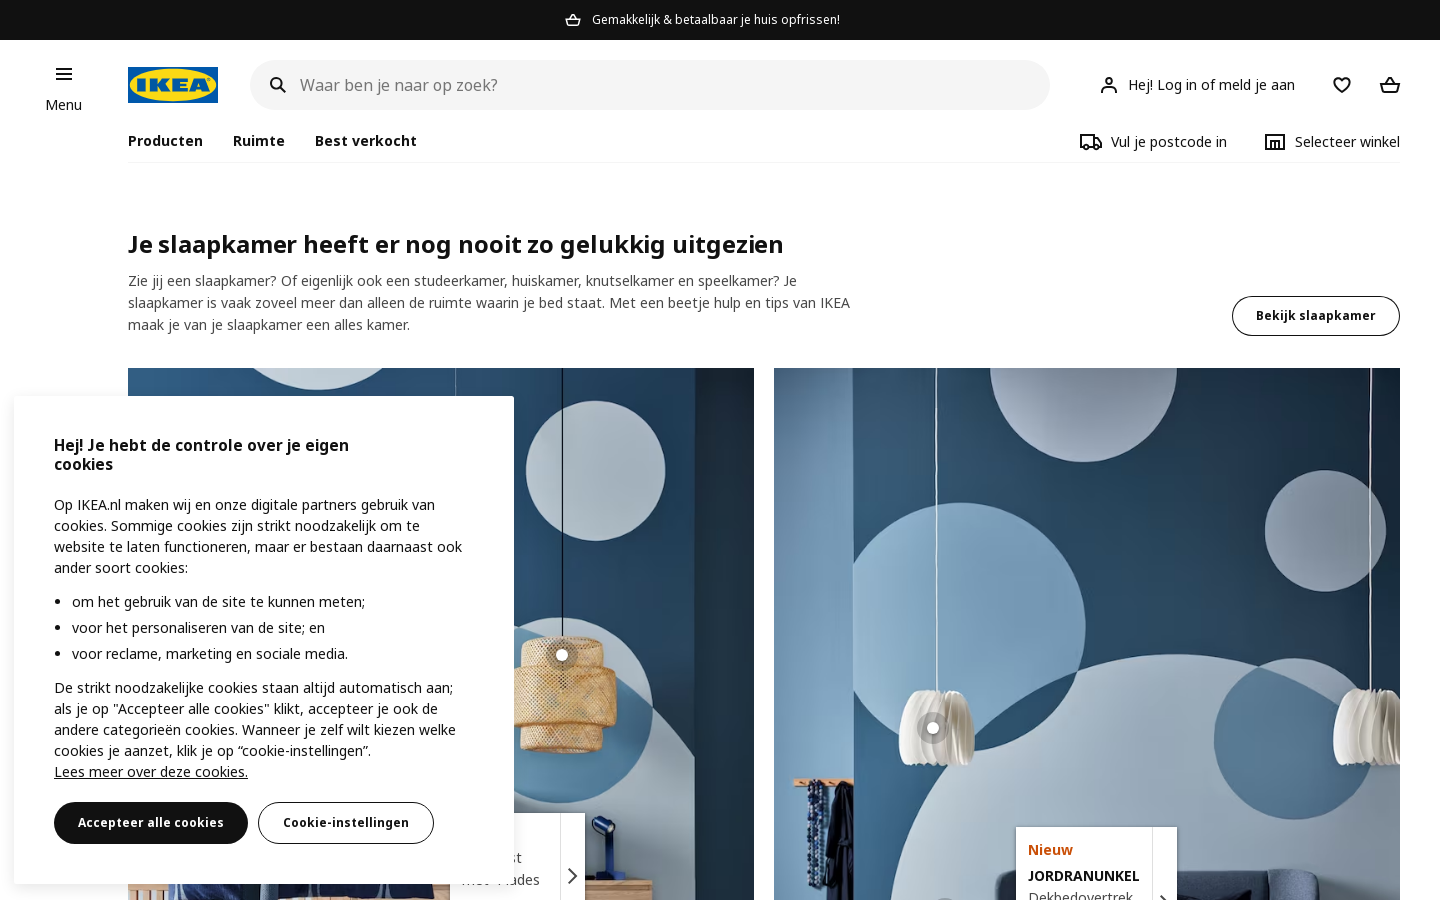 Gemakkelijk & betaalbaar je huis opfrissen!
Menu
IKEA
Waar ben je naar op zoek?
Hej! Log in of meld je aan
Producten
Ruimte
Best verkocht
Vul je postcode in
Selecteer winkel
Je slaapkamer heeft er nog nooit zo gelukkig uitgezien
Zie jij een slaapkamer? Of eigenlijk ook een studeerkamer, huiskamer, knutselkamer en speelkamer? Je
slaapkamer is vaak zoveel meer dan alleen de ruimte waarin je bed staat. Met een beetje hulp en tips van IKEA
maak je van je slaapkamer een alles kamer.
Bekijk slaapkamer
Hej! Je hebt de controle over je eigen
cookies
Op IKEA.nl maken wij en onze digitale partners gebruik van
cookies. Sommige cookies zijn strikt noodzakelijk om te
website te laten functioneren, maar er bestaan daarnaast ook
ander soort cookies:
om het gebruik van de site te kunnen meten;
voor het personaliseren van de site; en
voor reclame, marketing en sociale media.
De strikt noodzakelijke cookies staan altijd automatisch aan;
als je op "Accepteer alle cookies" klikt, accepteer je ook de
andere categorieën cookies. Wanneer je zelf wilt kiezen welke
cookies je aanzet, klik je op “cookie-instellingen”.
Lees meer over deze cookies.
Accepteer alle cookies
Cookie-instellingen
Nieuw
JORDRANUNKEL
Dekbedovertrek